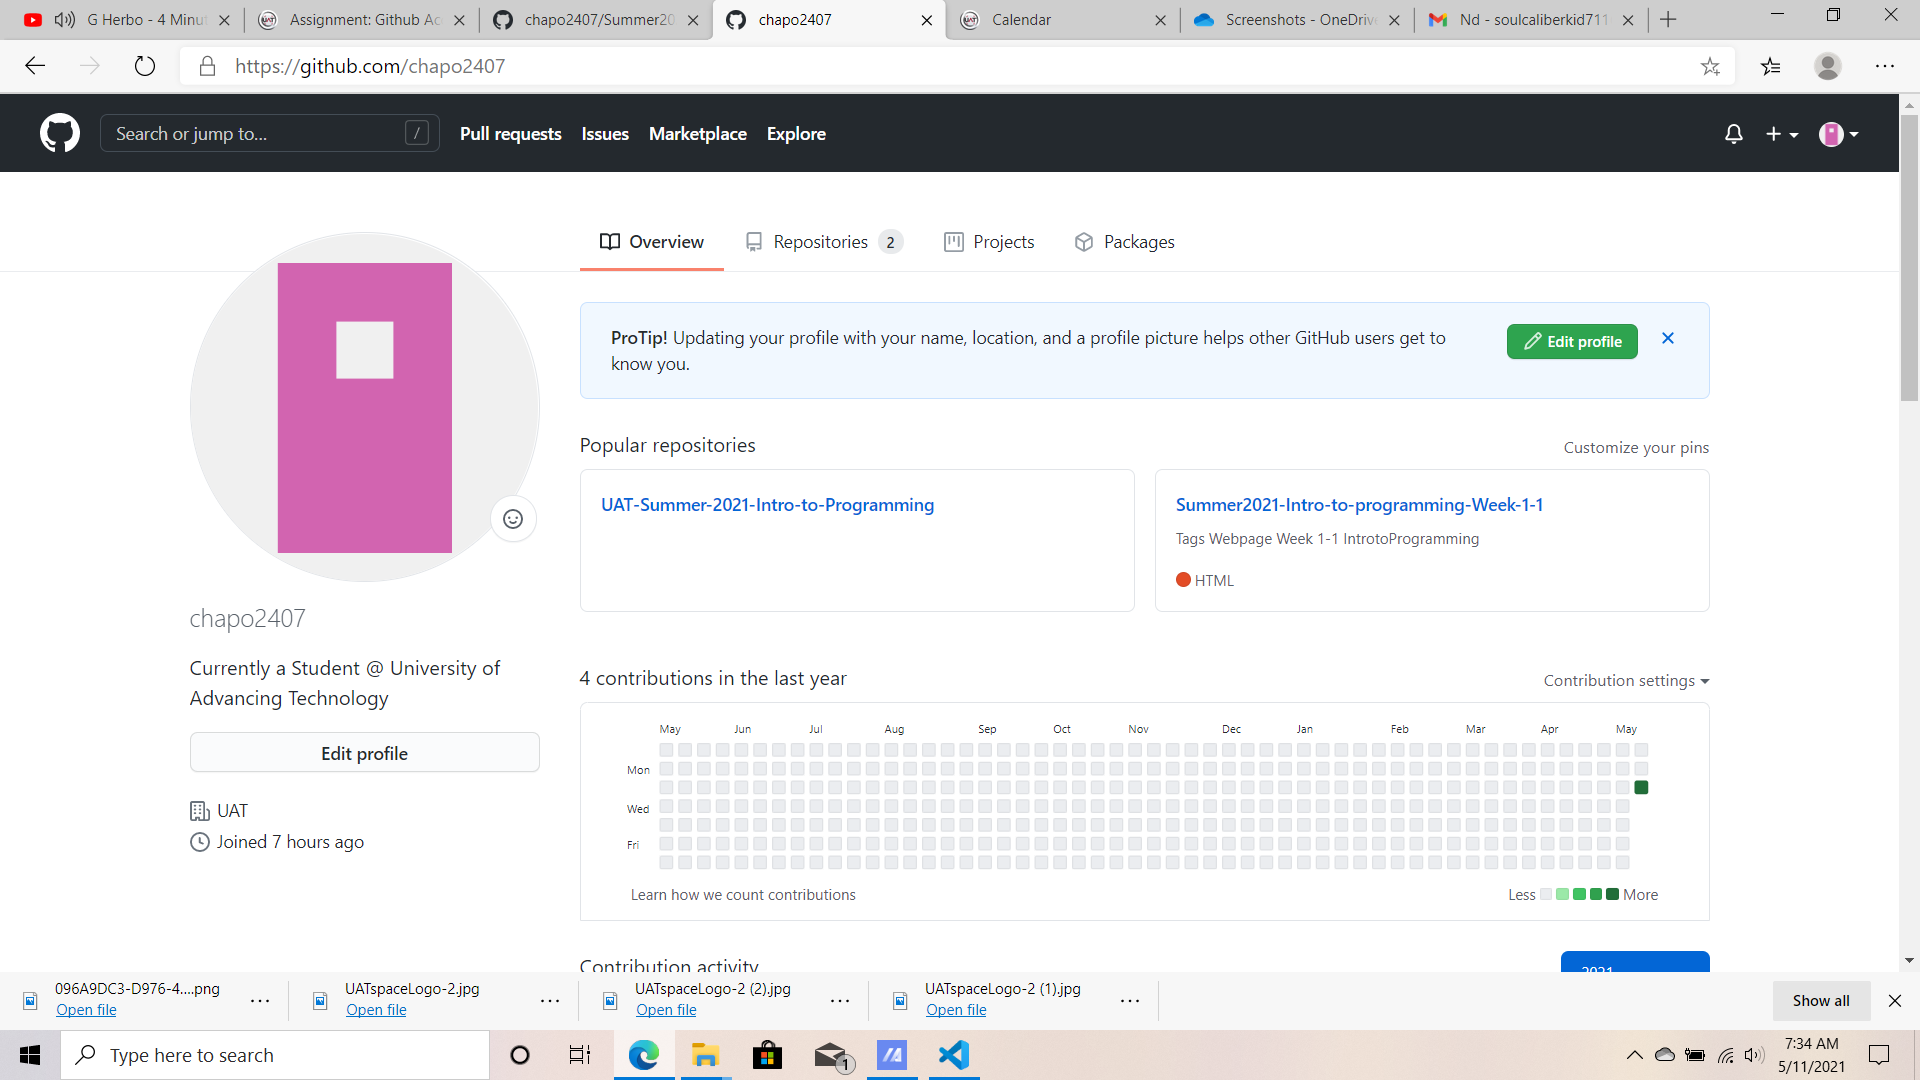 G Herbo - 4 Minut
Assignment: Github Ac
chapo2407/Summer20
chapo2407
Calendar
Screenshots - OneDrive
Nd - soulcaliberkid711
https://github.com/chapo2407
Search or jump to...
/
Pull requests
Issues
Marketplace
Explore
Overview
Repositories 2
Projects
Packages
ProTip! Updating your profile with your name, location, and a profile picture helps other GitHub users get to
know you.
Edit profile
Popular repositories
Customize your pins
UAT-Summer-2021-Intro-to-Programming
Summer2021-Intro-to-programming-Week-1-1
Tags Webpage Week 1-1 IntrotoProgramming
HTML
chapo2407
Currently a Student @ University of
Advancing Technology
Edit profile
UAT
Joined 7 hours ago
4 contributions in the last year
Contribution settings
May Jun Jul Aug Sep Oct Nov Dec Jan Feb Mar Apr May
Mon
Wed
Fri
Learn how we count contributions
Less
More
Contribution activity
2021
096A9DC3-D976-4....png
Open file
UATspaceLogo-2.jpg
Open file
UATspaceLogo-2 (2).jpg
Open file
UATspaceLogo-2 (1).jpg
Open file
Show all
Type here to search
1
7:34 AM
5/11/2021